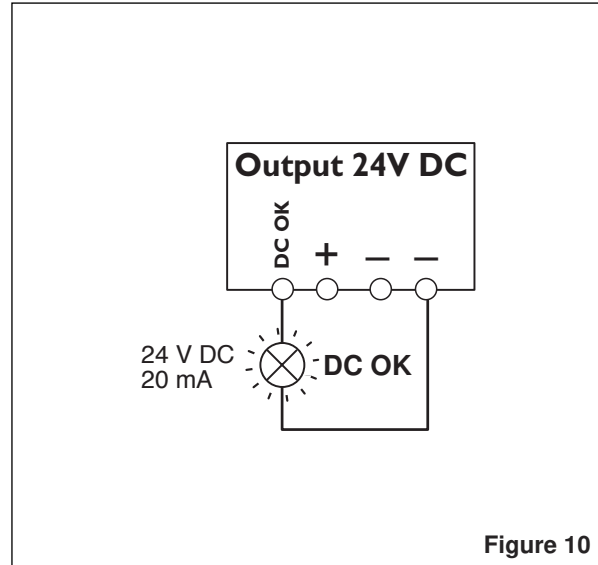 Output 24V DC
DC OK
+ – –
24 V DC
20 mA
DC OK
Figure 10